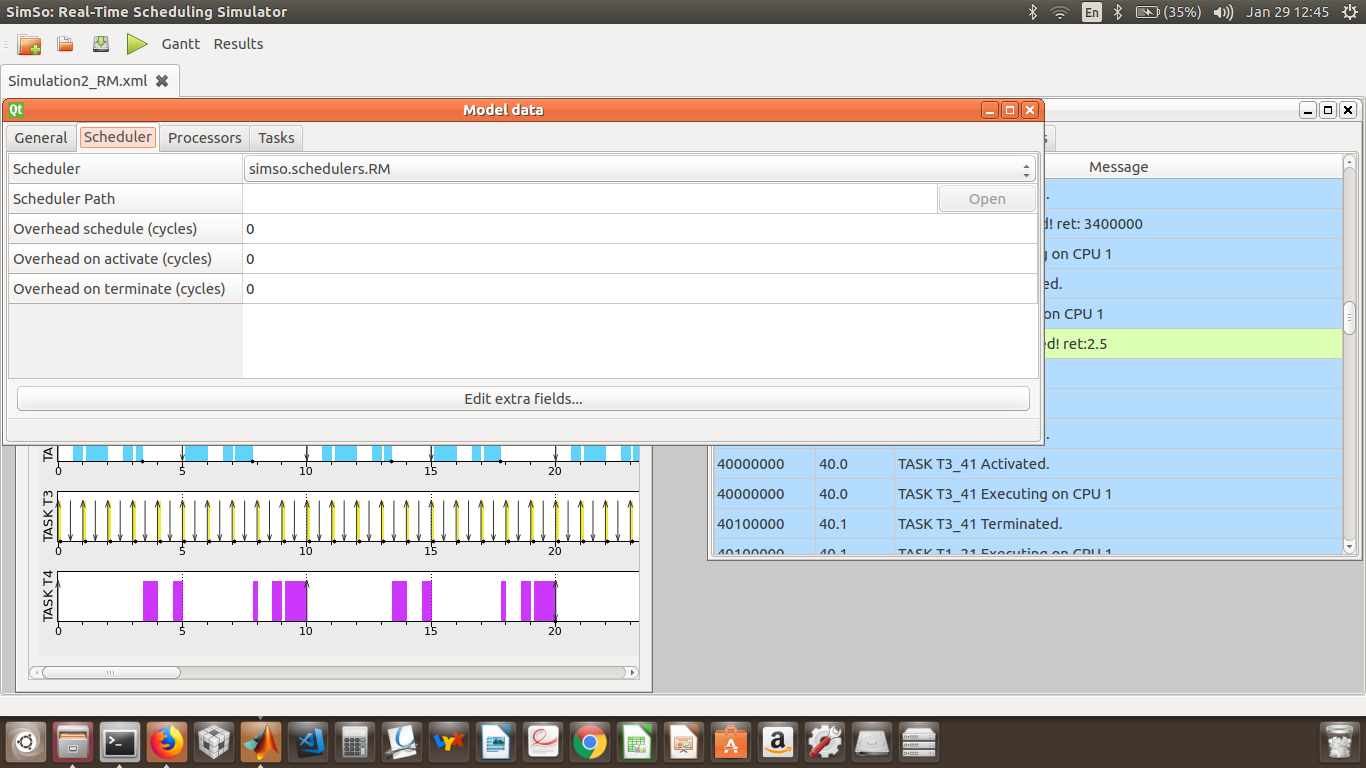 SimSo: Real-Time Scheduling Simulator
En
(35%)
Jan 29 12:45
Gantt Results
Simulation2_RM.xml
Qt
Model data
General Scheduler Processors Tasks
Scheduler simso.schedulers.RM
Scheduler Path Open
Overhead schedule (cycles) 0
Overhead on activate (cycles) 0
Overhead on terminate (cycles) 0
Edit extra fields...
Message
d! ret: 3400000
on CPU 1
ed.
on CPU 1
ed! ret:2.5
40000000 40.0 TASK T3_41 Activated.
40000000 40.0 TASK T3_41 Executing on CPU 1
40100000 40.1 TASK T3_41 Terminated.
40100000 40.1 TASK T1_21 Executing on CPU 1
TA
0 5 10 15 20
TASK T3
0 5 10 15 20
TASK T4
0 5 10 15 20
a